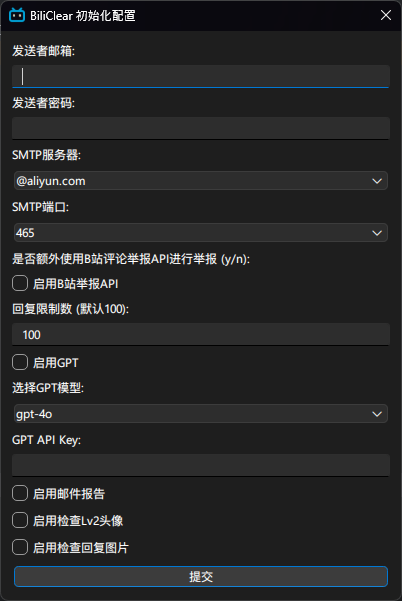 BiliClear 初始化配置
发送者邮箱:
发送者密码:
SMTP服务器:
@aliyun.com
SMTP端口:
465
是否额外使用B站评论举报API进行举报 (y/n):
启用B站举报API
回复限制数 (默认100):
100
启用GPT
选择GPT模型:
gpt-4o
GPT API Key:
启用邮件报告
启用检查Lv2头像
启用检查回复图片
提交